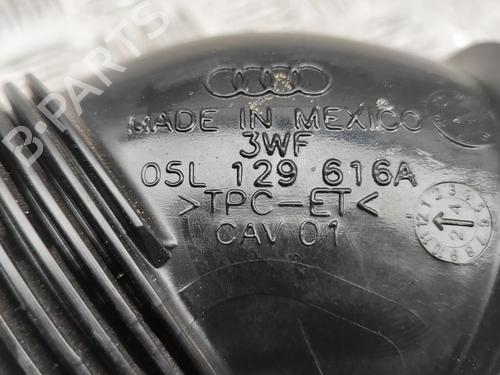 B-PARTS
MADE IN MEXICO
3WF
05L 129 616A
>TPC-ET<
CAV 01